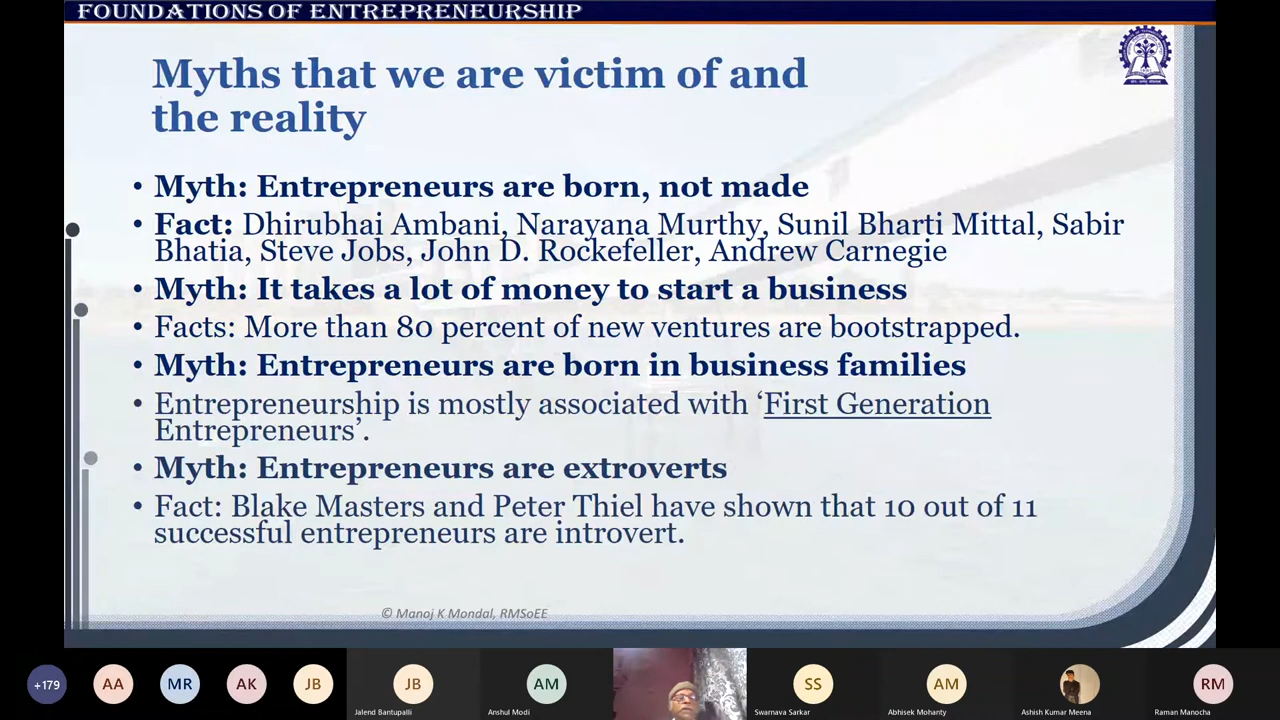 FOUNDATIONS OF ENTREPRENEURSHIP
Myths that we are victim of and
the reality
• Myth: Entrepreneurs are born, not made
• Fact: Dhirubhai Ambani, Narayana Murthy, Sunil Bharti Mittal, Sabir
Bhatia, Steve Jobs, John D. Rockefeller, Andrew Carnegie
• Myth: It takes a lot of money to start a business
• Facts: More than 80 percent of new ventures are bootstrapped.
• Myth: Entrepreneurs are born in business families
• Entrepreneurship is mostly associated with ‘First Generation
Entrepreneurs’.
• Myth: Entrepreneurs are extroverts
• Fact: Blake Masters and Peter Thiel have shown that 10 out of 11
successful entrepreneurs are introvert.
© Manoj K Mondal, RMSoEE
+179 AA MR AK JB JB AM SS AM RM
Jalend Bantupalli Anshul Modi Swarnava Sarkar Abhisek Mohanty Ashish Kumar Meena Raman Manocha